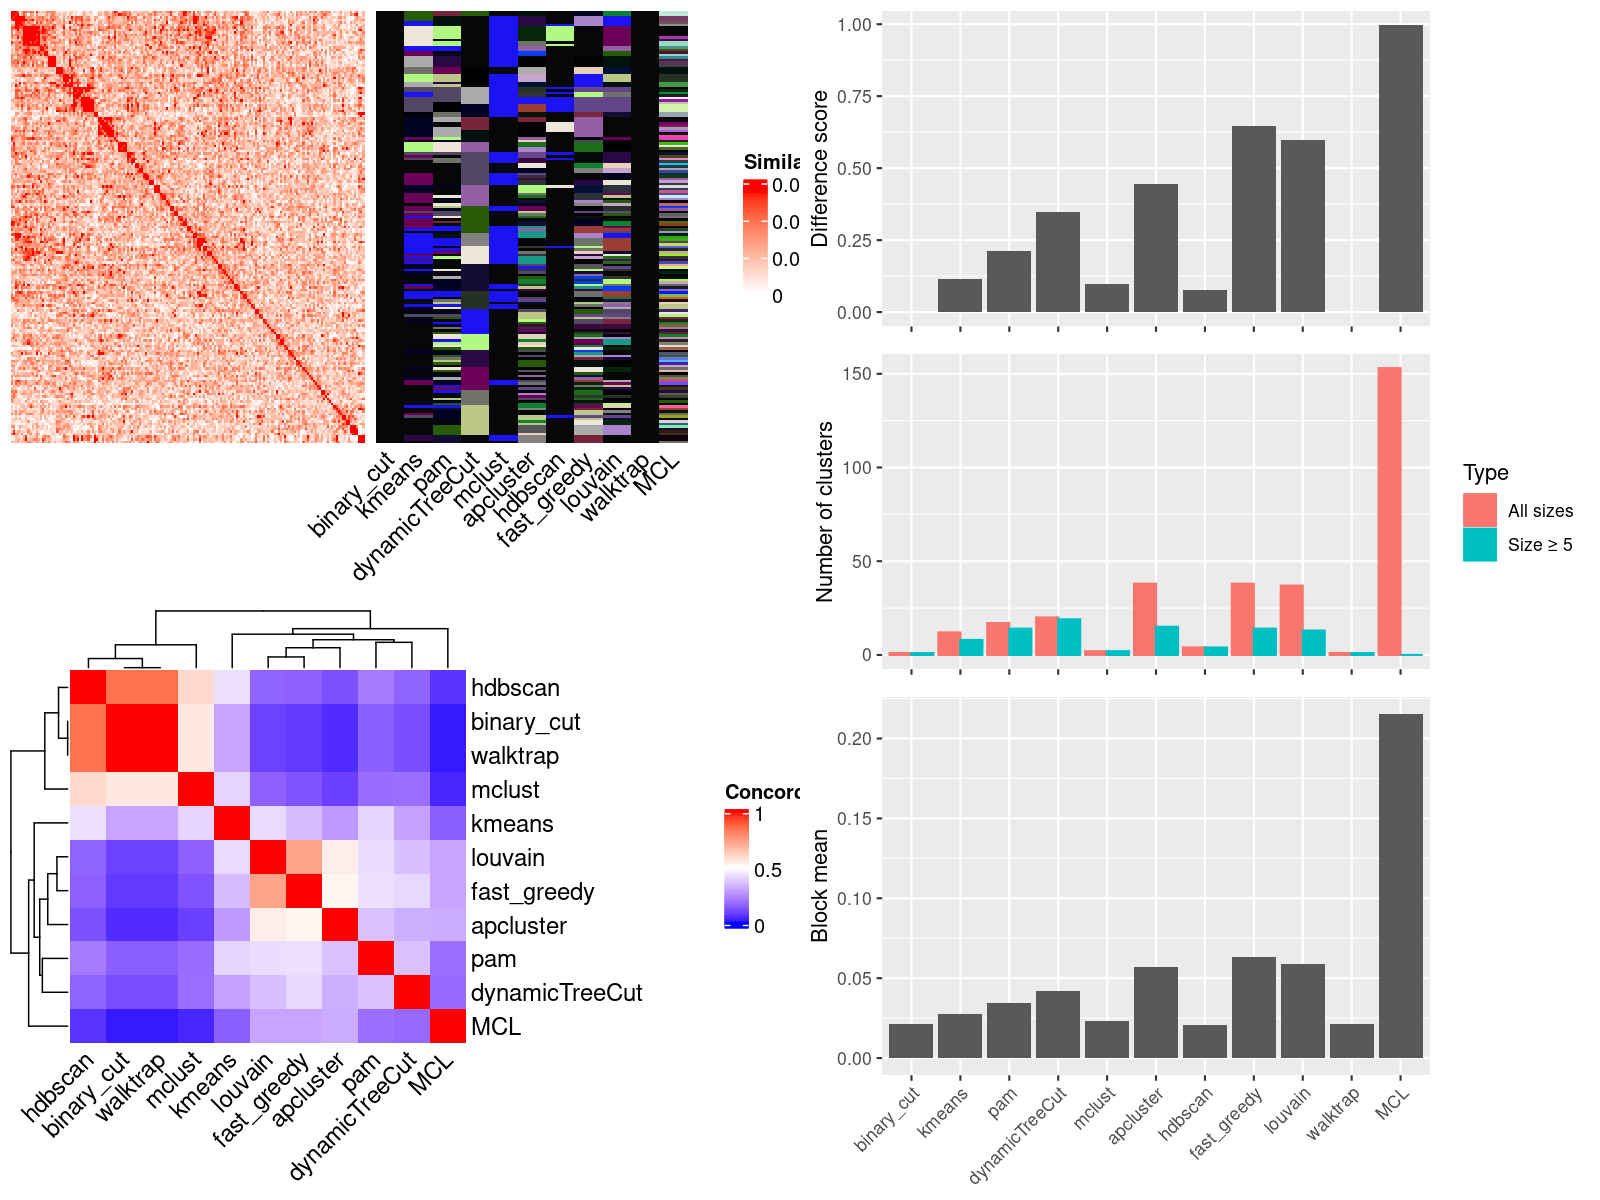 Simila
0.0
0.0
0.0
0
binary_cut
kmeans
pam
dynamicTreeCut
mclust
apcluster
hdbscan
fast_greedy
louvain
walktrap
MCL
hdbscan
binary_cut
walktrap
mclust
kmeans
louvain
fast_greedy
apcluster
pam
dynamicTreeCut
MCL
hdbscan
binary_cut
walktrap
mclust
kmeans
louvain
fast_greedy
apcluster
pam
dynamicTreeCut
MCL
Concord
1
0.5
0
Difference score
1.00
0.75
0.50
0.25
0.00
Number of clusters
150
100
50
0
Type
All sizes
Size ≥ 5
Block mean
0.20
0.15
0.10
0.05
0.00
binary_cut
kmeans
pam
dynamicTreeCut
mclust
apcluster
hdbscan
fast_greedy
louvain
walktrap
MCL